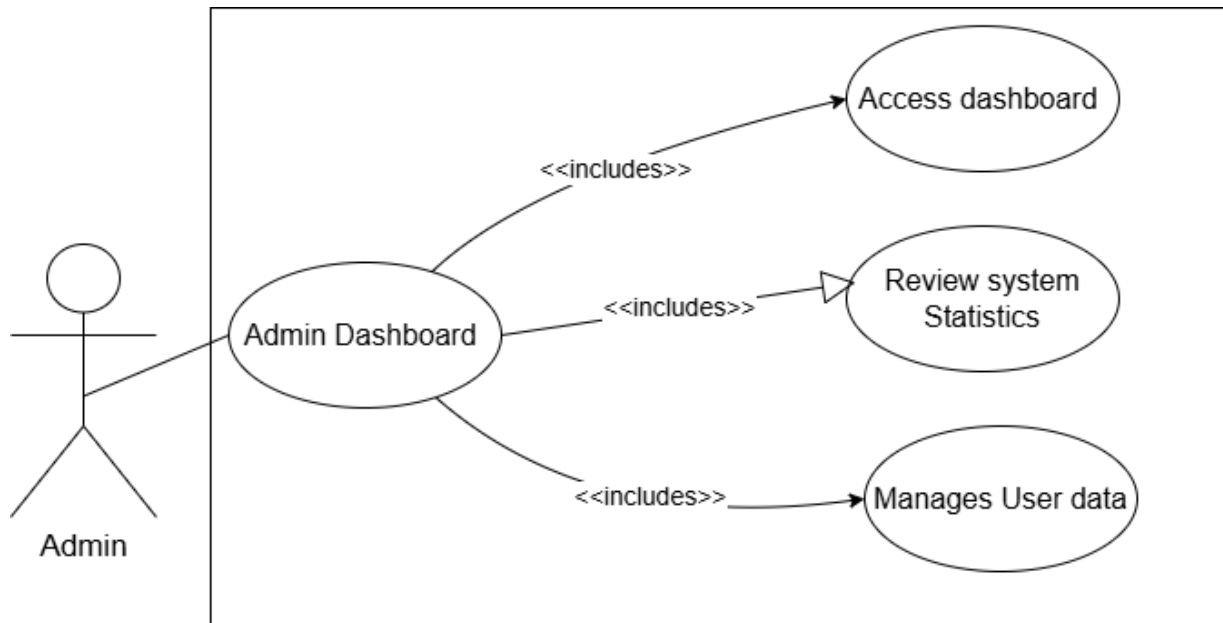 Access dashboard
<<includes>>
Review system
Statistics
<<includes>>
Admin Dashboard
<<includes>>
Manages User data
Admin